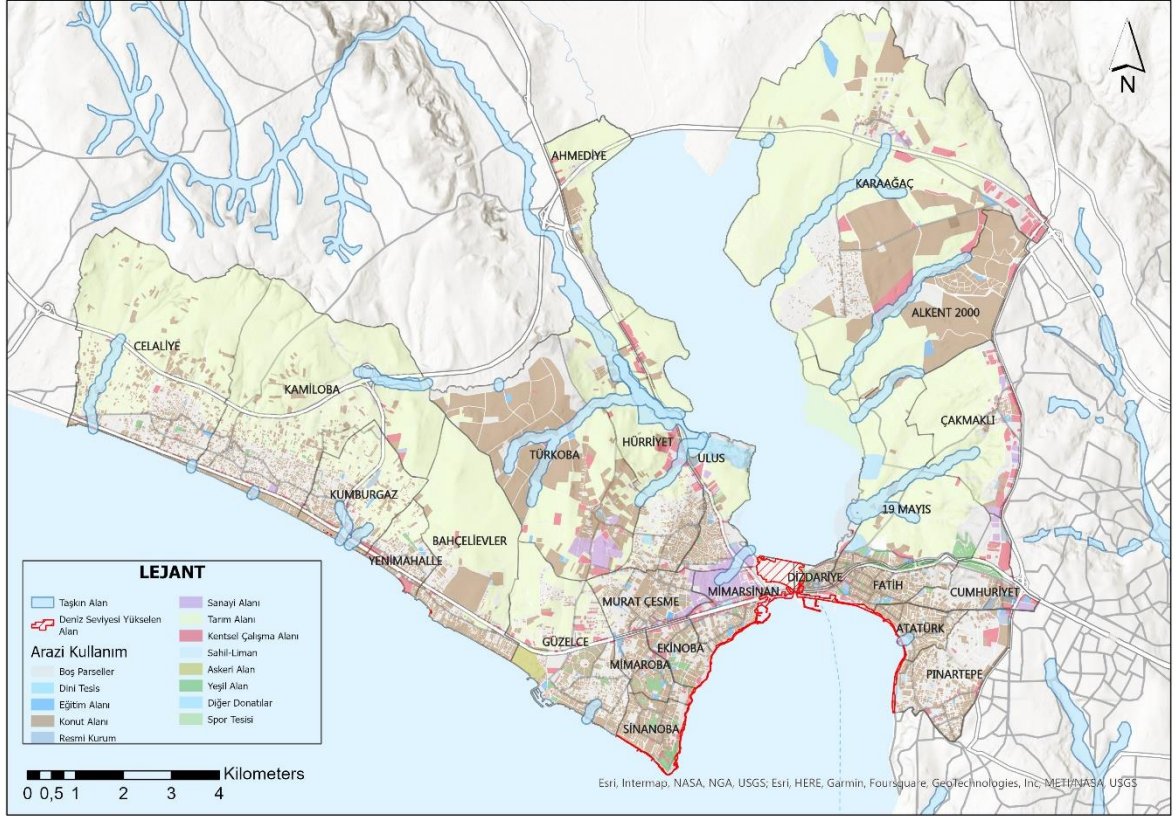 N
AHMEDİYE
KARAAĞAÇ
ALKENT 2000
CELALİYE
KAMİLOBA
ÇAKMAKLI
HÜRRİYET
TÜRKOBA
ULUS
KUMBURGAZ
19 MAYIS
BAHÇELİEVLER
YENİMAHALLE
DİZDARİYE
FATİH
MİMARSİNAN
CUMHURİYET
MURAT ÇEŞME
ATATÜRK
GÜZELCE
EKİNOBA
MİMAROBA
PINARTEPE
SİNANOBA
LEJANT
Taşkın Alan
Deniz Seviyesi Yükselen
Alan
Arazi Kullanım
Boş Parseller
Dini Tesis
Eğitim Alanı
Konut Alanı
Resmi Kurum
Sanayi Alanı
Tarım Alanı
Kentsel Çalışma Alanı
Sahil-Liman
Askeri Alan
Yeşil Alan
Diğer Donatılar
Spor Tesisi
Kilometers
0 0,5 1 2 3 4
Esri, Intermap, NASA, NGA, USGS; Esri, HERE, Garmin, Foursquare, GeoTechnologies, Inc, METI/NASA, USGS